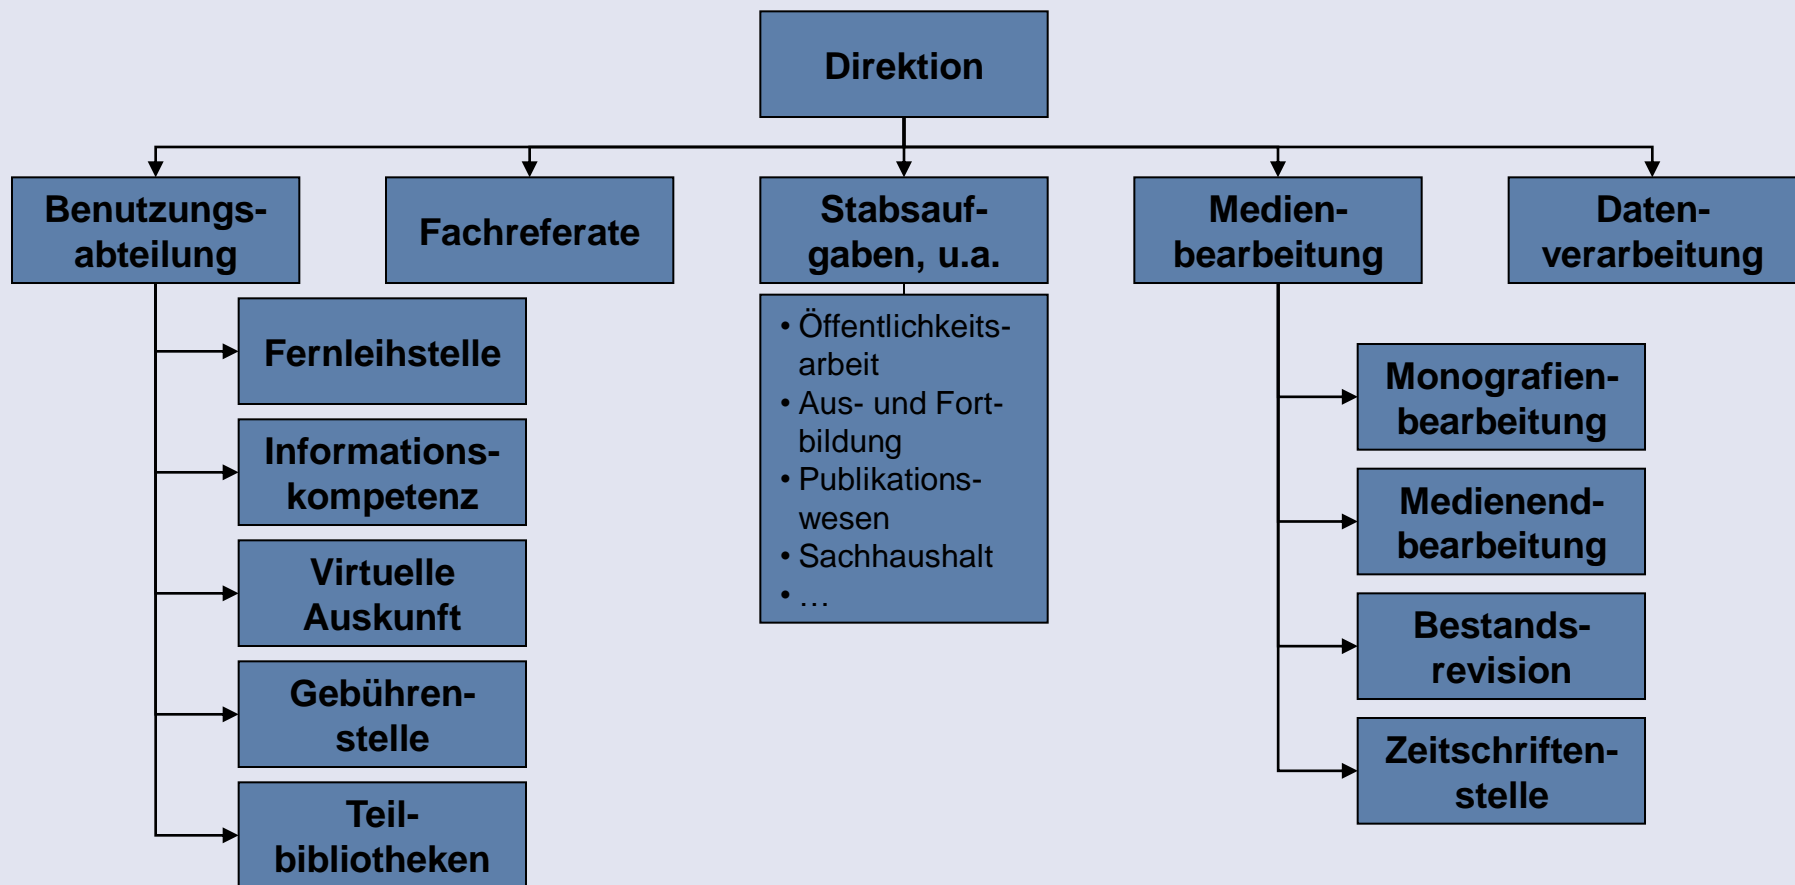 Direktion
Benutzungs-
abteilung
Fachreferate
Stabsauf-
gaben, u.a.
Medien-
bearbeitung
Daten-
verarbeitung
Fernleihstelle
Informations-
kompetenz
Virtuelle
Auskunft
Gebühren-
stelle
Teil-
bibliotheken
• Öffentlichkeits-
arbeit
• Aus- und Fort-
bildung
• Publikations-
wesen
• Sachhaushalt
• …
Monografien-
bearbeitung
Medienend-
bearbeitung
Bestands-
revision
Zeitschriften-
stelle